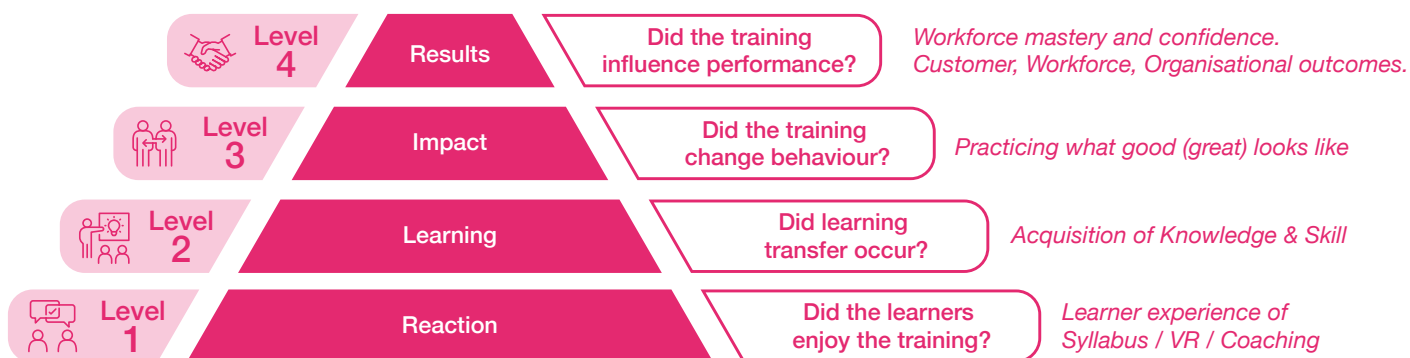 Level
4
Results
Did the training
influence performance?
Workforce mastery and confidence.
Customer, Workforce, Organisational outcomes.
Level
3
Impact
Did the training
change behaviour?
Practicing what good (great) looks like
Level
2
Learning
Did learning
transfer occur?
Acquisition of Knowledge & Skill
Level
1
Reaction
Did the learners
enjoy the training?
Learner experience of
Syllabus / VR / Coaching